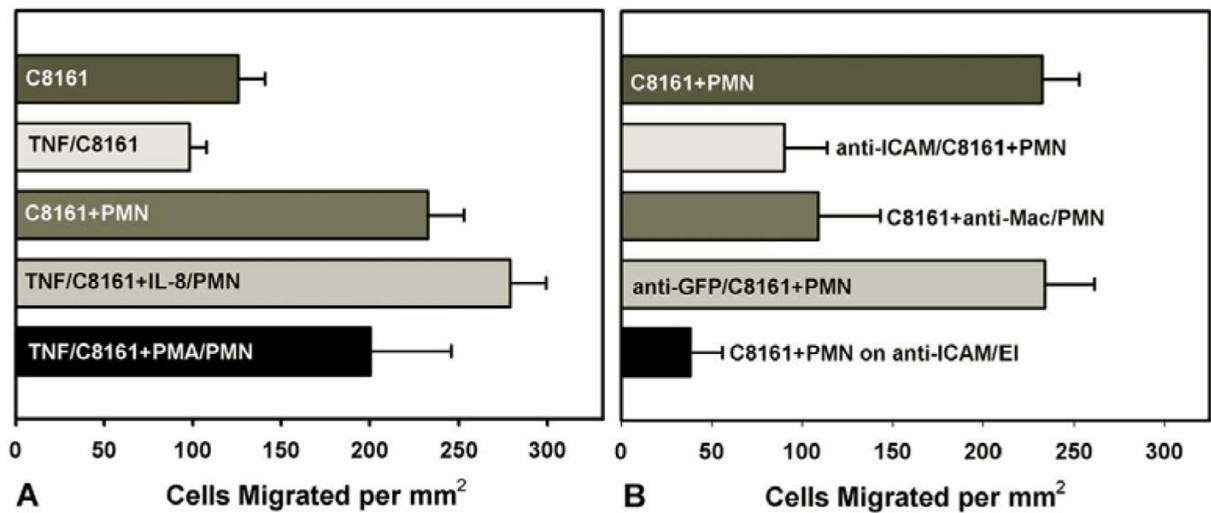 C8161
TNF/C8161
C8161+PMN
TNF/C8161+IL-8/PMN
TNF/C8161+PMA/PMN
0 50 100 150 200 250 300
A Cells Migrated per mm²
C8161+PMN
anti-ICAM/C8161+PMN
C8161+anti-Mac/PMN
anti-GFP/C8161+PMN
C8161+PMN on anti-ICAM/EI
0 50 100 150 200 250 300
B Cells Migrated per mm²